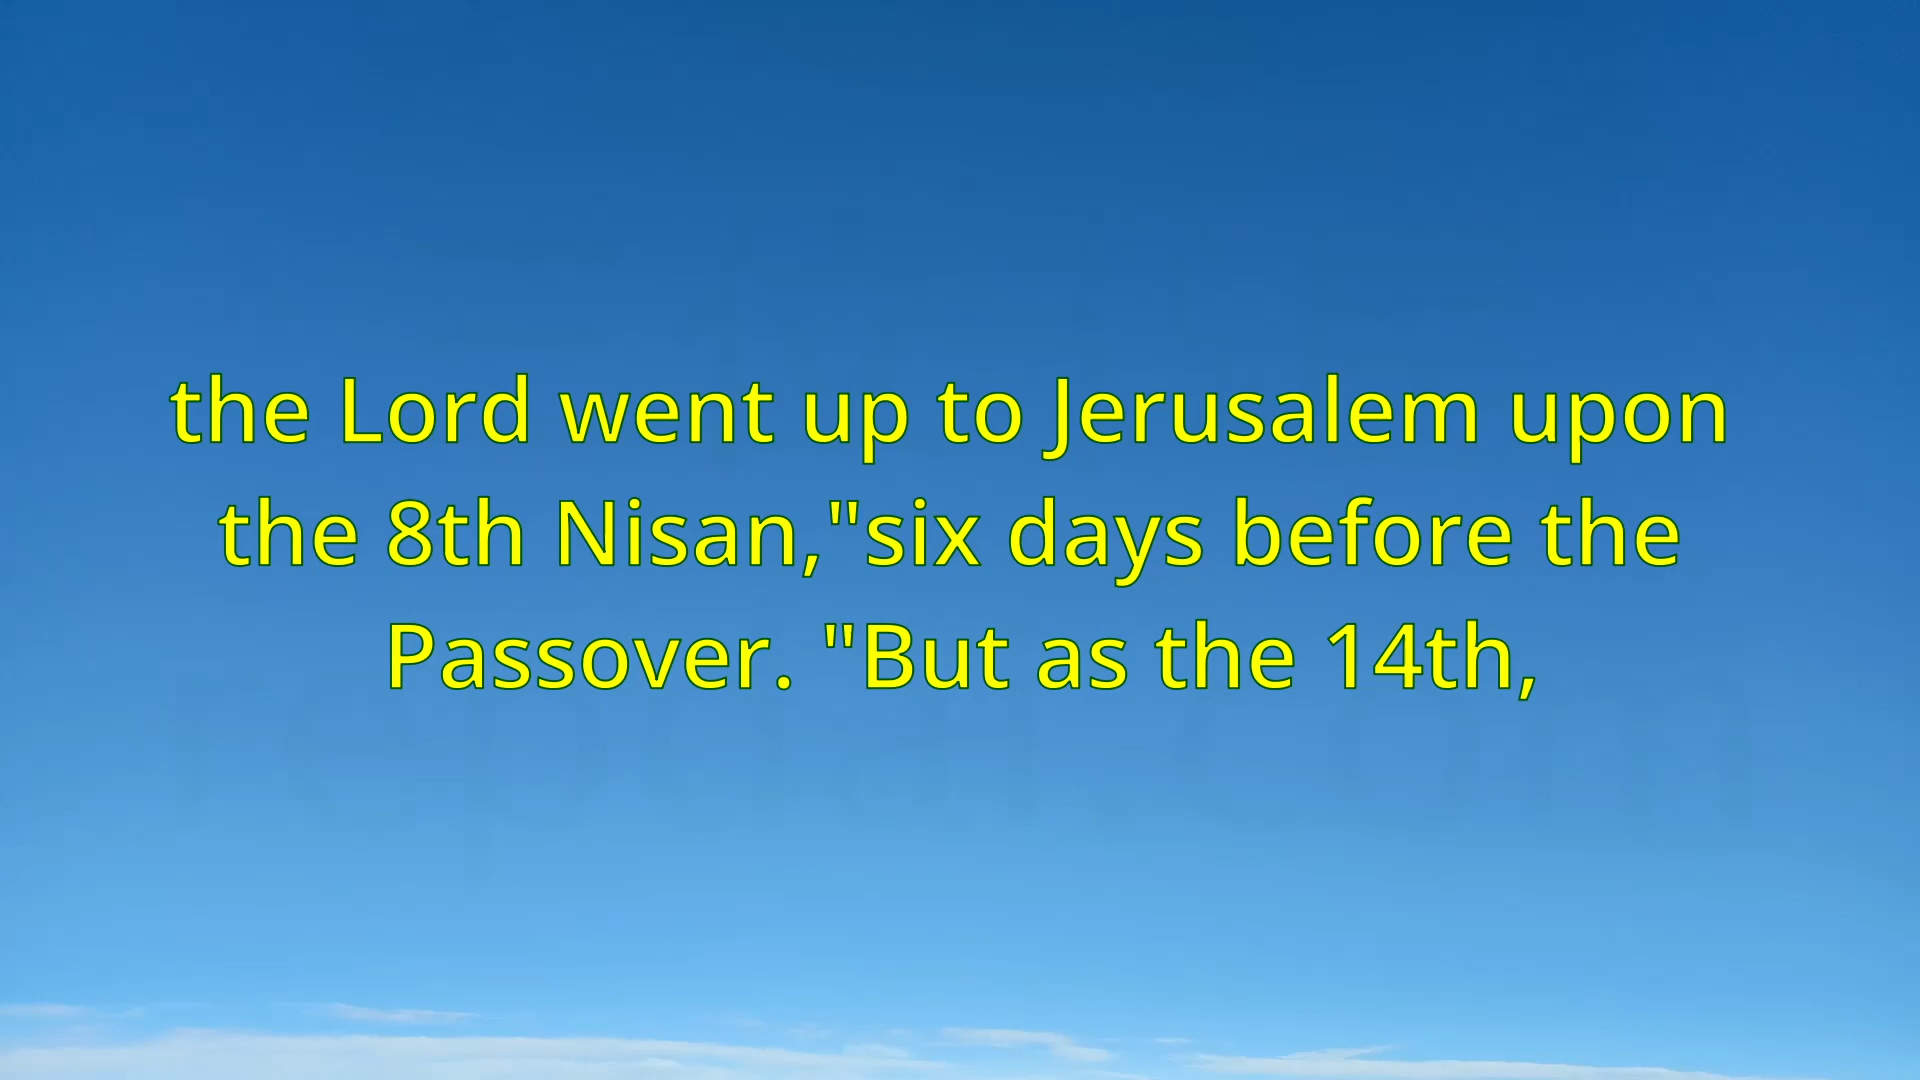 the Lord went up to Jerusalem upon
the 8th Nisan,"six days before the
Passover. "But as the 14th,